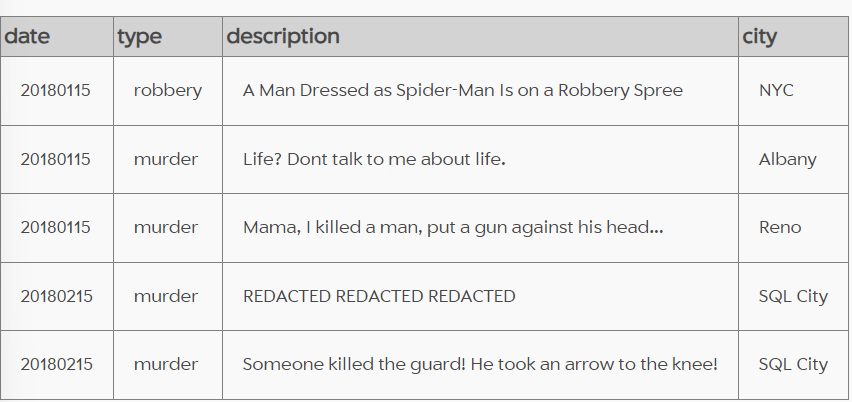 date type description city
20180115 robbery A Man Dressed as Spider-Man Is on a Robbery Spree NYC
20180115 murder Life? Dont talk to me about life. Albany
20180115 murder Mama, I killed a man, put a gun against his head... Reno
20180215 murder REDACTED REDACTED REDACTED SQL City
20180215 murder Someone killed the guard! He took an arrow to the knee! SQL City